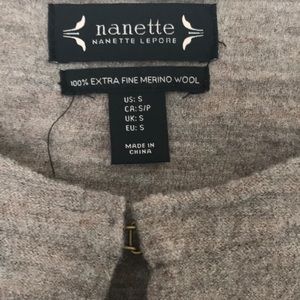 nanette
NANETTE LEPORE
100% EXTRA FINE MERINO WOOL
US: S
CA: S/P
UK: S
EU: S
MADE IN
CHINA